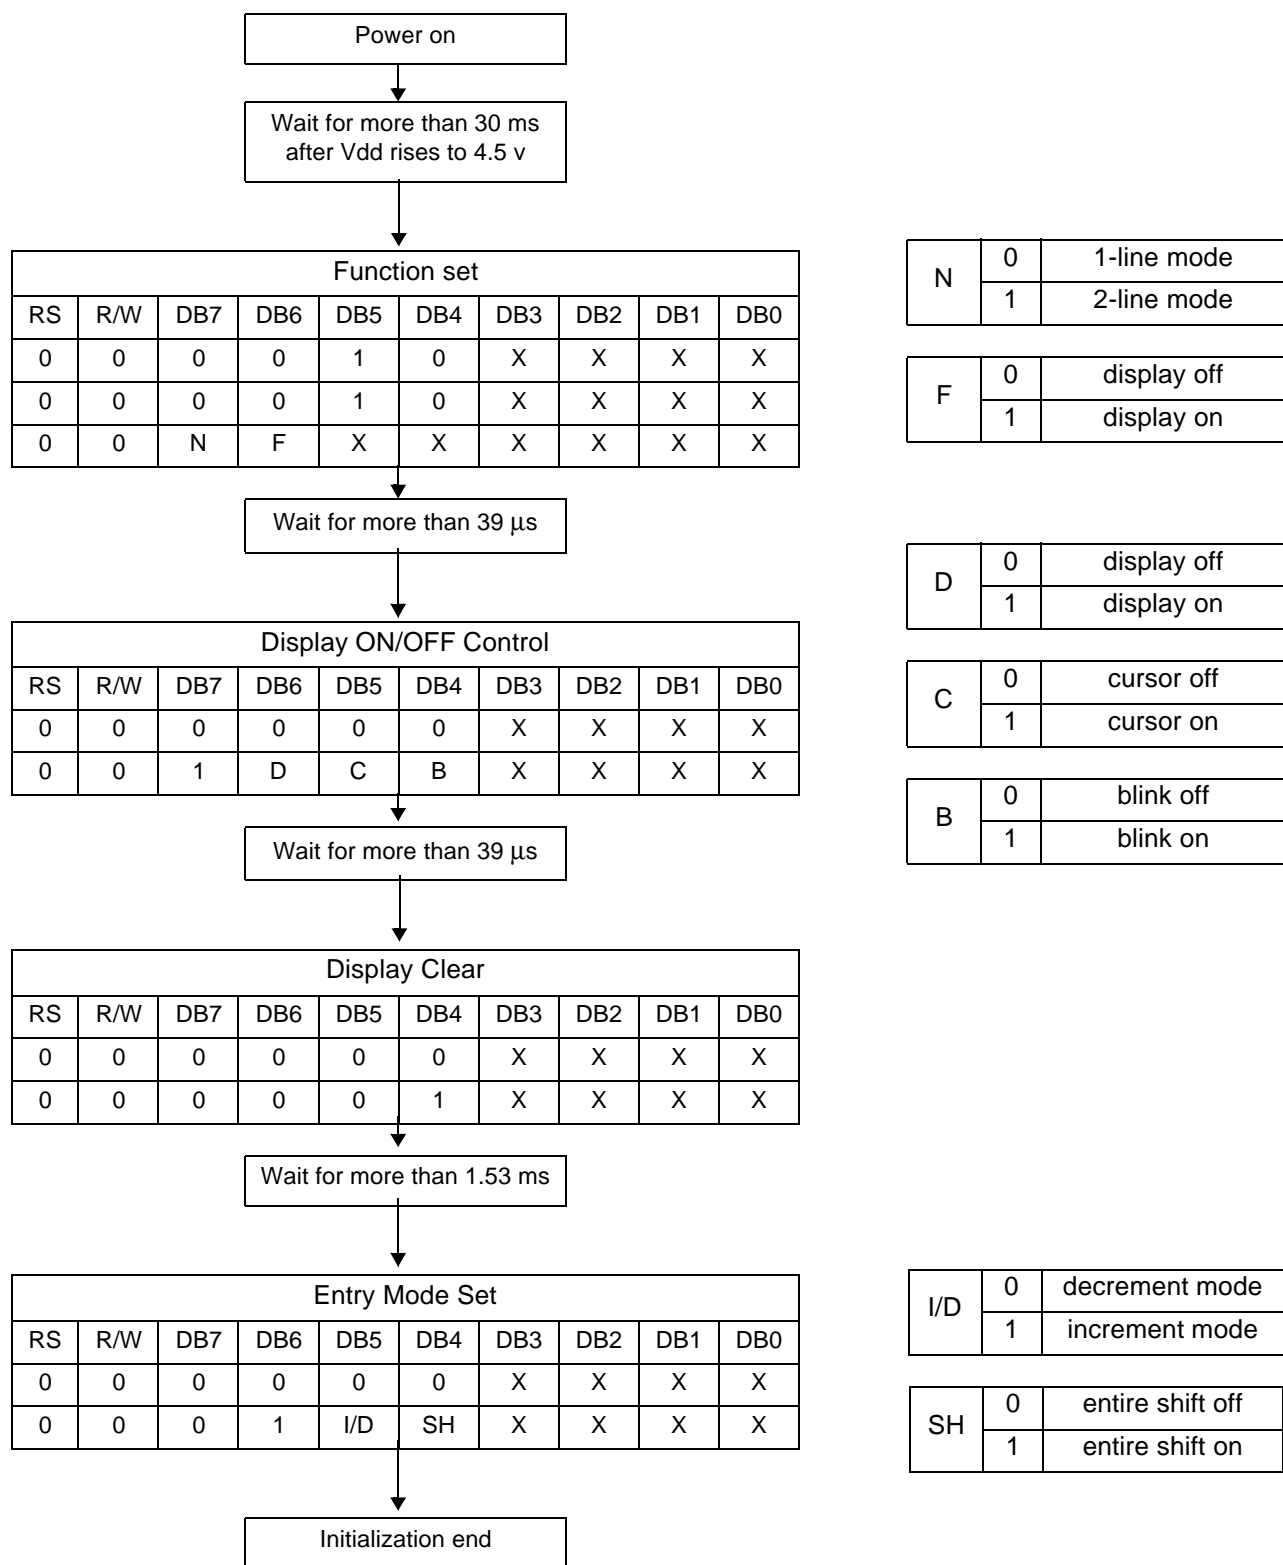 Power on
Wait for more than 30 ms
after Vdd rises to 4.5 v
Function set
RS R/W DB7 DB6 DB5 DB4 DB3 DB2 DB1 DB0
0 0 0 0 1 0 X X X X
0 0 0 0 1 0 X X X X
0 0 N F X X X X X X
N 0 1-line mode
1 2-line mode
F 0 display off
1 display on
Wait for more than 39 μs
Display ON/OFF Control
RS R/W DB7 DB6 DB5 DB4 DB3 DB2 DB1 DB0
0 0 0 0 0 0 X X X X
0 0 1 D C B X X X X
D 0 display off
1 display on
C 0 cursor off
1 cursor on
B 0 blink off
1 blink on
Wait for more than 39 μs
Display Clear
RS R/W DB7 DB6 DB5 DB4 DB3 DB2 DB1 DB0
0 0 0 0 0 0 X X X X
0 0 0 0 0 1 X X X X
Wait for more than 1.53 ms
Entry Mode Set
RS R/W DB7 DB6 DB5 DB4 DB3 DB2 DB1 DB0
0 0 0 0 0 0 X X X X
0 0 0 1 I/D SH X X X X
I/D 0 decrement mode
1 increment mode
SH 0 entire shift off
1 entire shift on
Initialization end